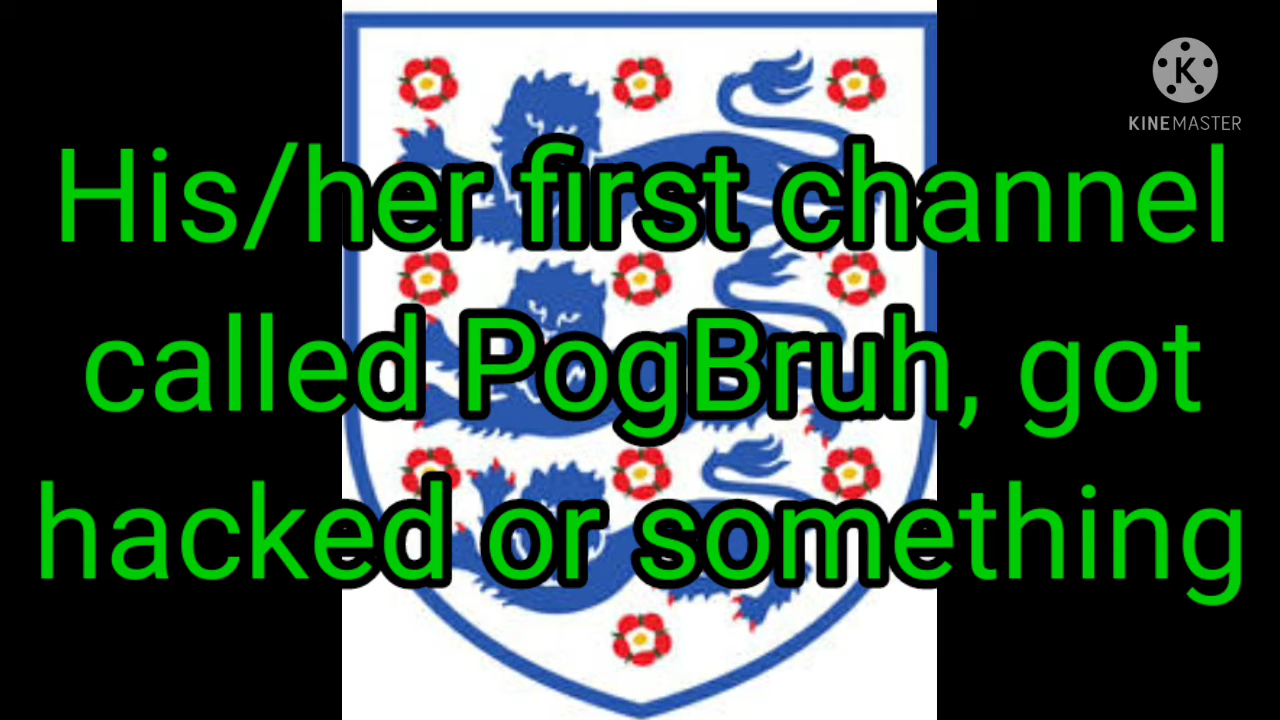 K
KINEMASTER
His/her first channel
called PogBruh, got
hacked or something